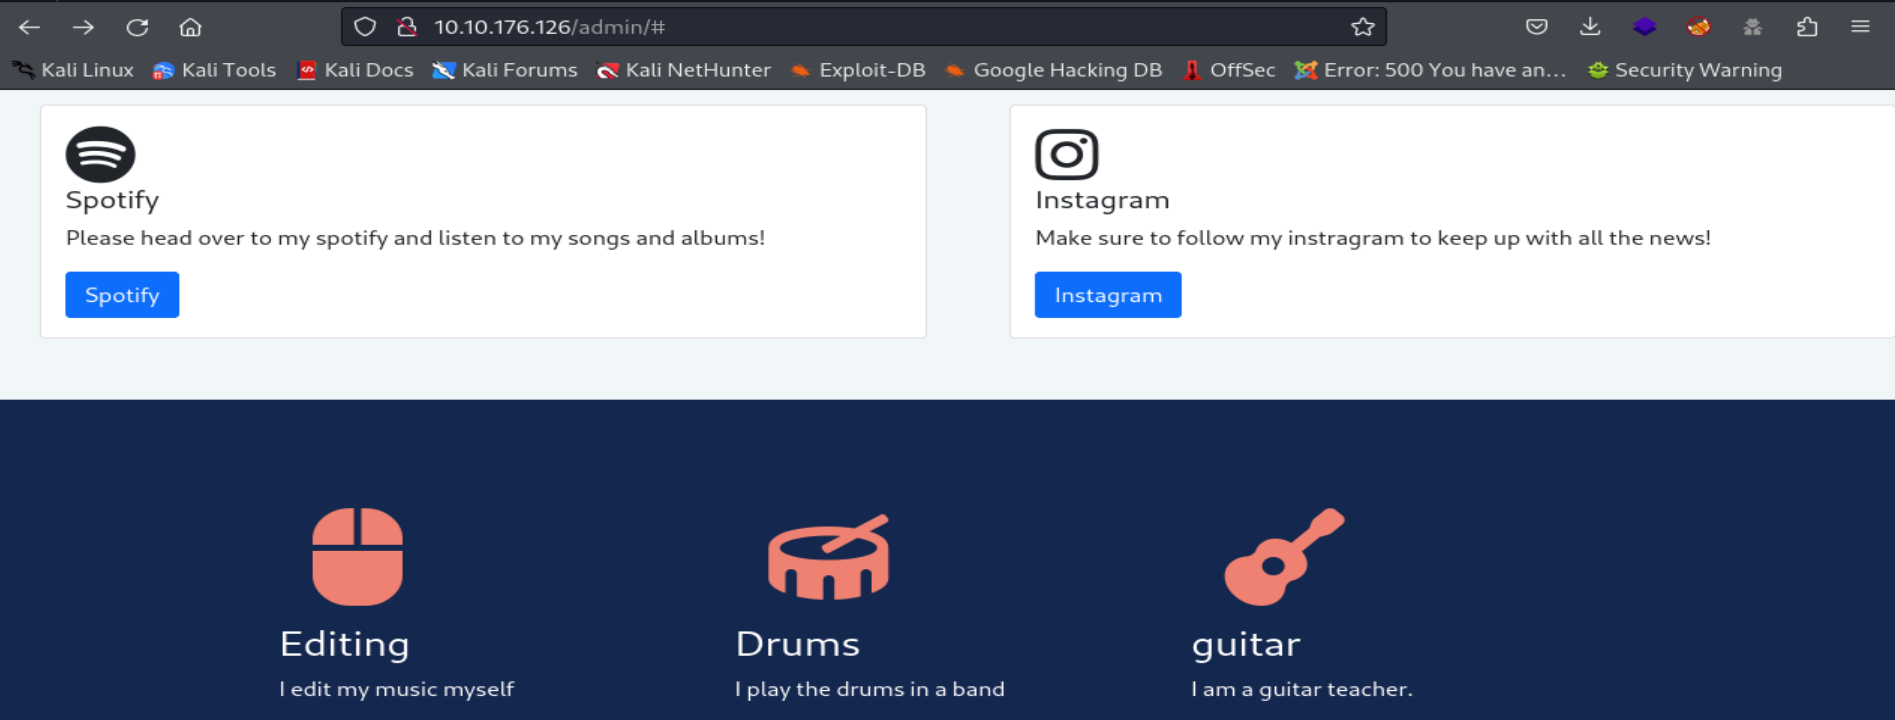 10.10.176.126/admin/#
Kali Linux Kali Tools Kali Docs Kali Forums Kali NetHunter Exploit-DB Google Hacking DB OffSec Error: 500 You have an... Security Warning
Spotify
Please head over to my spotify and listen to my songs and albums!
Spotify
Instagram
Make sure to follow my instragram to keep up with all the news!
Instagram
Editing
I edit my music myself
Drums
I play the drums in a band
guitar
I am a guitar teacher.